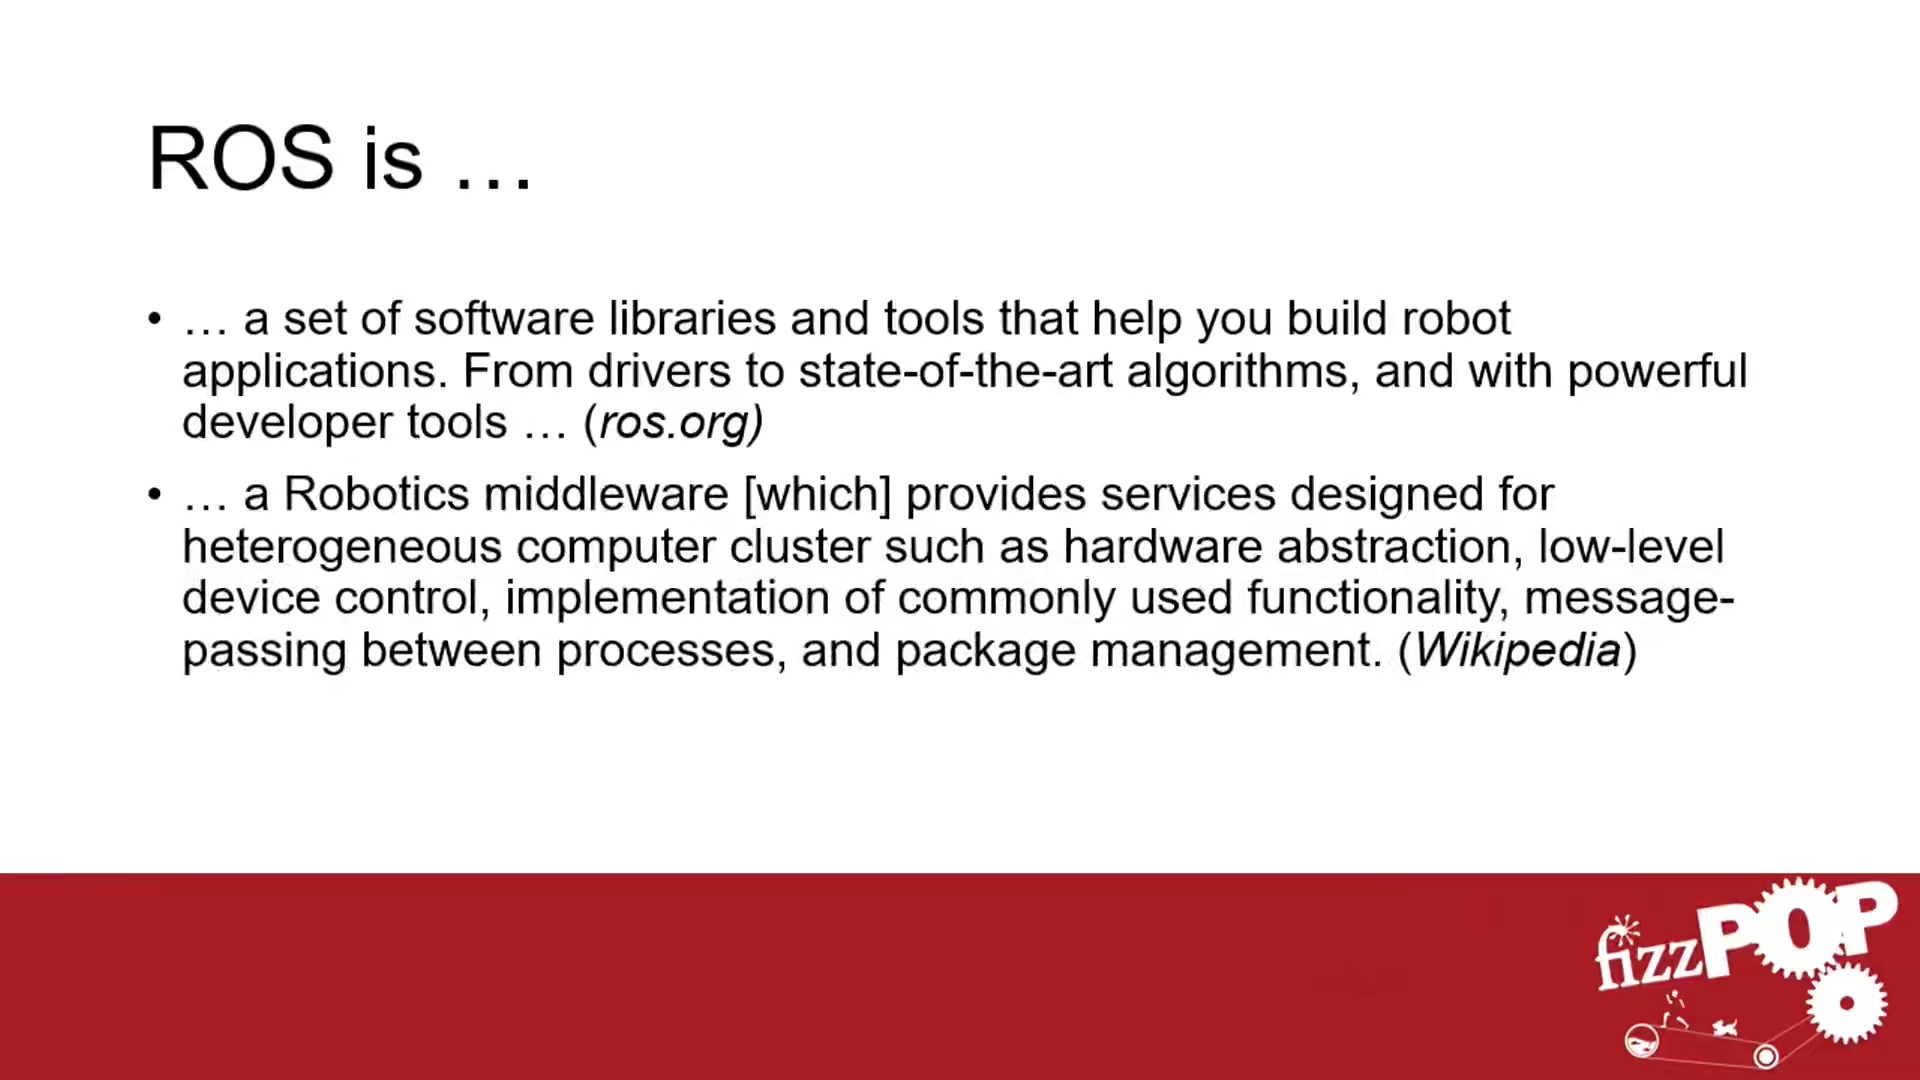 ROS is …
• … a set of software libraries and tools that help you build robot
applications. From drivers to state-of-the-art algorithms, and with powerful
developer tools … (ros.org)
• … a Robotics middleware [which] provides services designed for
heterogeneous computer cluster such as hardware abstraction, low-level
device control, implementation of commonly used functionality, message-
passing between processes, and package management. (Wikipedia)
fizzPOP